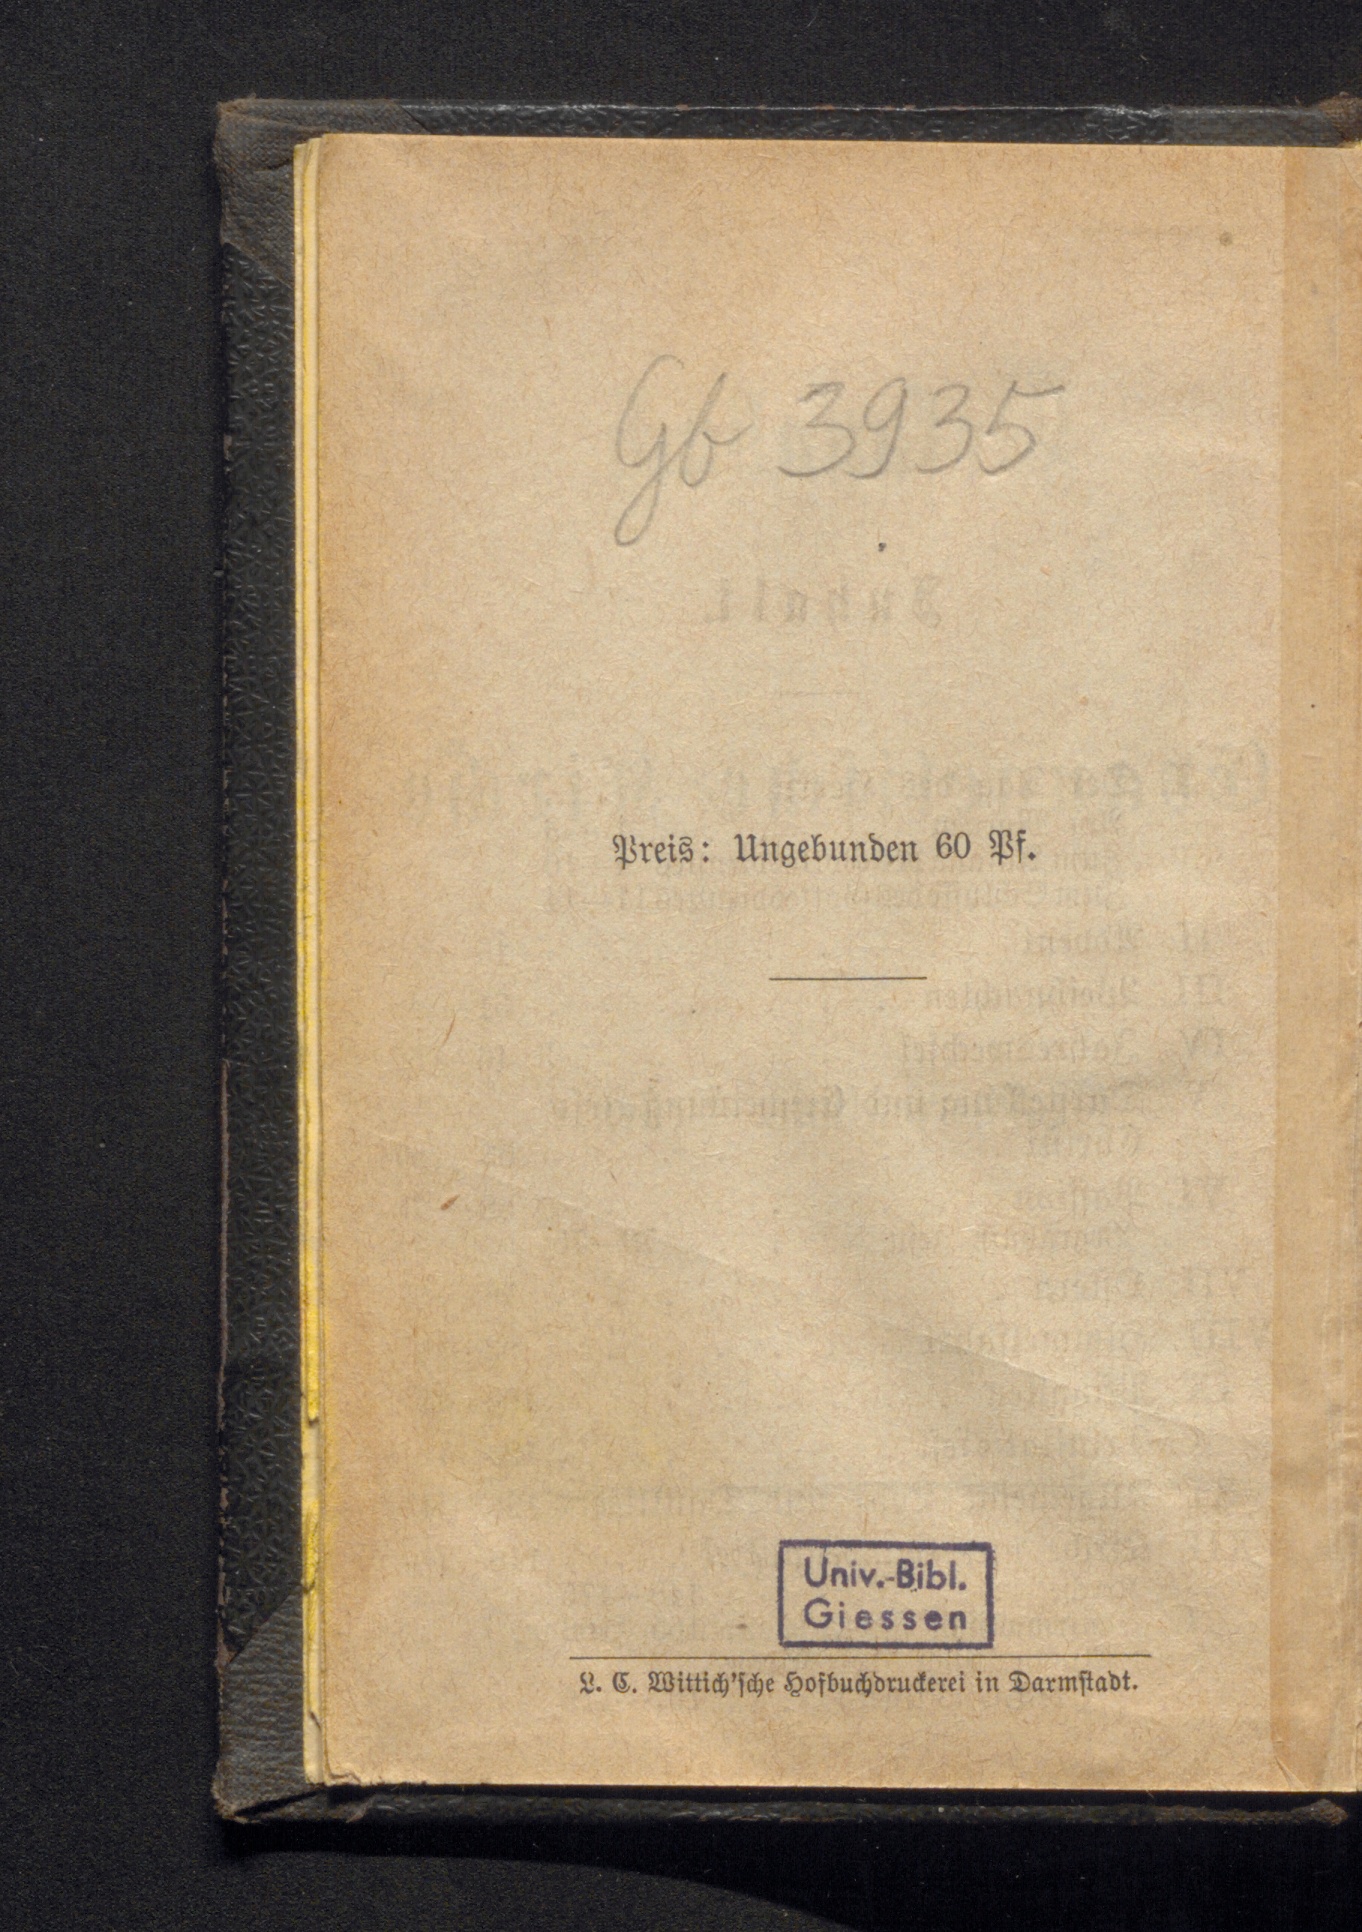 Gb 3935
Preis: Ungebunden 60 Pf.
Univ.-Bibl.
Giessen
L. C. Wittich'sche Hofbuchdruckerei in Darmstadt.